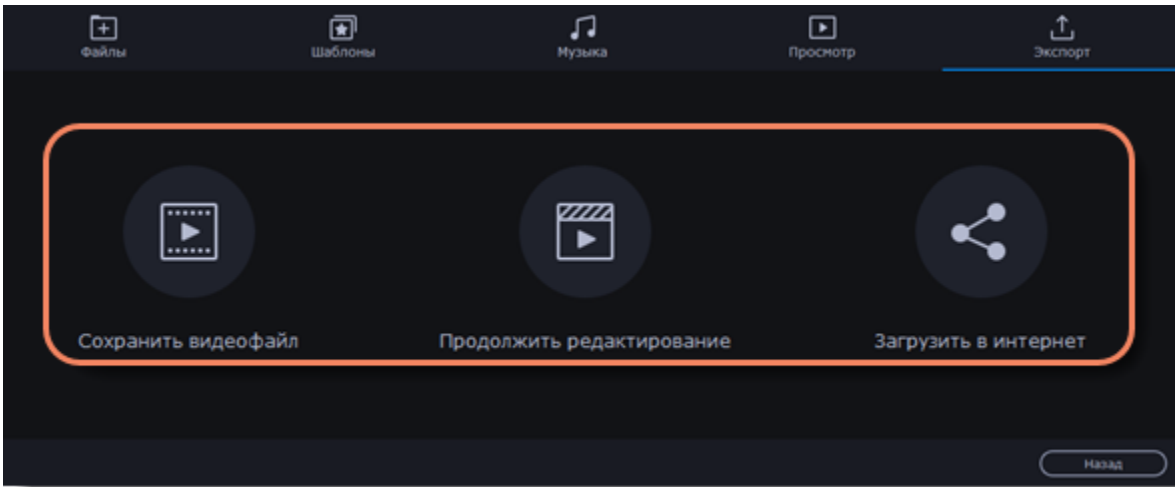 Файлы
Шаблоны
Музыка
Просмотр
Экспорт
Сохранить видеофайл
Продолжить редактирование
Загрузить в интернет
Назад